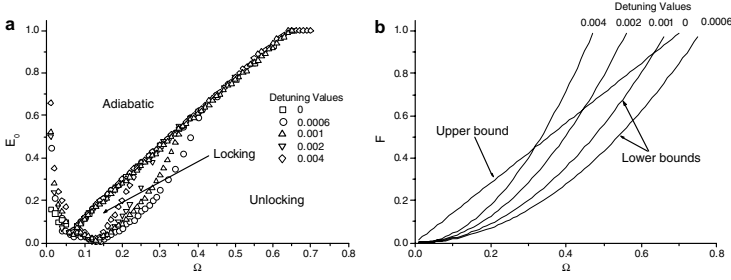 a
E0
1.0
0.8
0.6
0.4
0.2
0.0
0.0 0.1 0.2 0.3 0.4 0.5 0.6 0.7 0.8
Ω
Adiabatic
Locking
Unlocking
Detuning Values
0
0.0006
0.001
0.002
0.004
b
Detuning Values
0.004 0.002 0.001 0 0.0006
F
1.0
0.8
0.6
0.4
0.2
0.0
0.0 0.2 0.4 0.6 0.8
Ω
Upper bound
Lower bounds